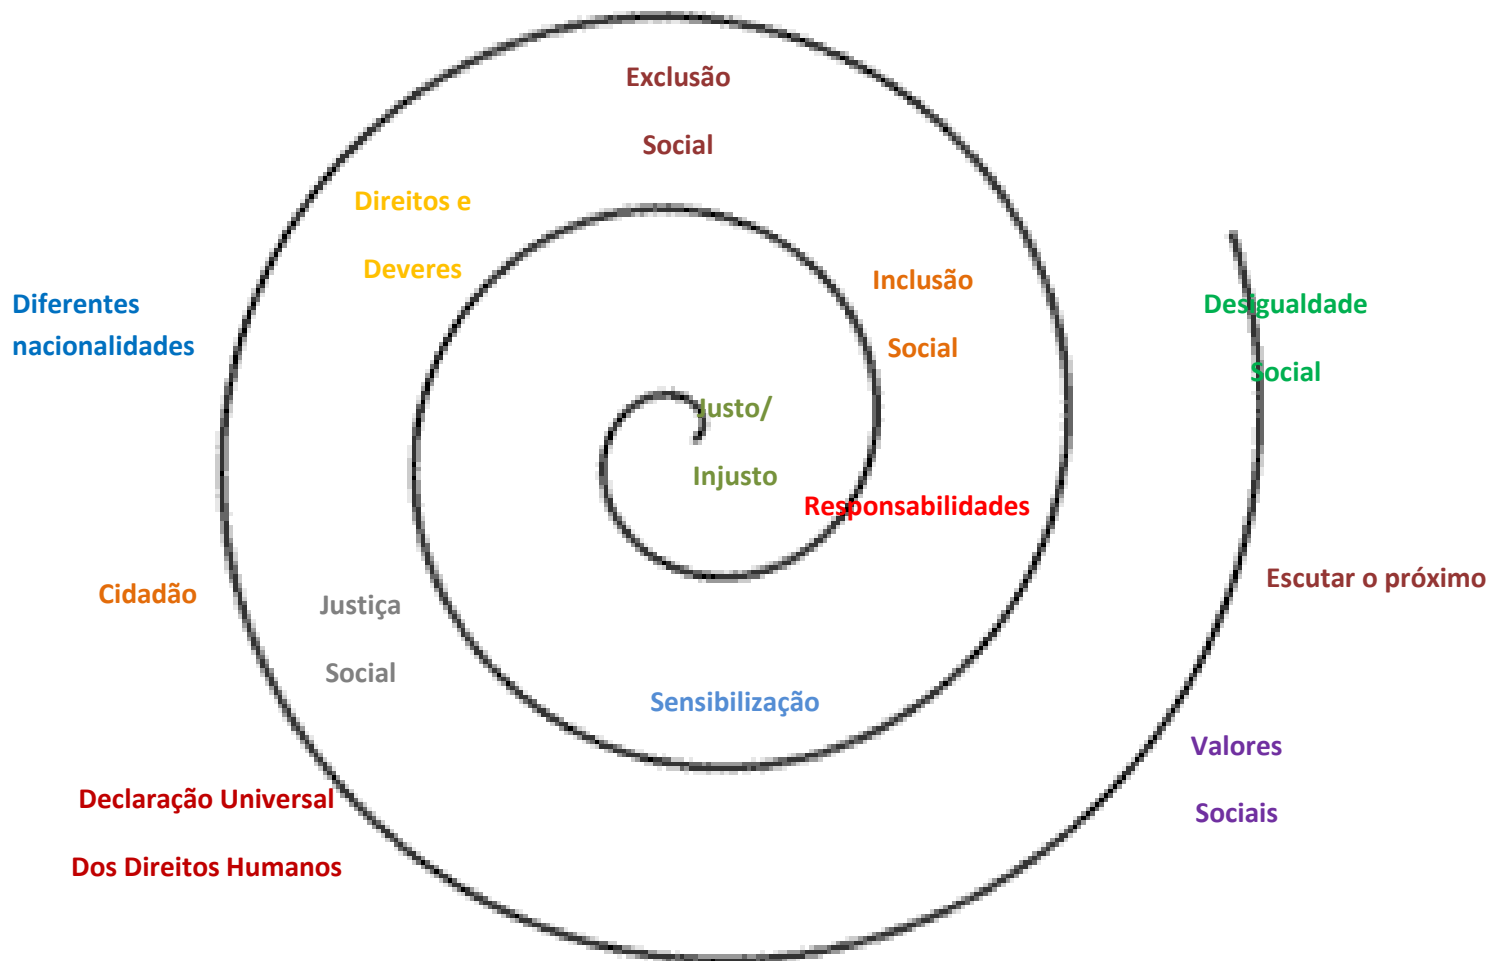 Exclusão
Social
Direitos e
Deveres
Inclusão
Social
Diferentes
nacionalidades
Desigualdade
Social
Justo/
Injusto
Responsabilidades
Escutar o próximo
Cidadão
Justiça
Social
Sensibilização
Valores
Sociais
Declaração Universal
Dos Direitos Humanos